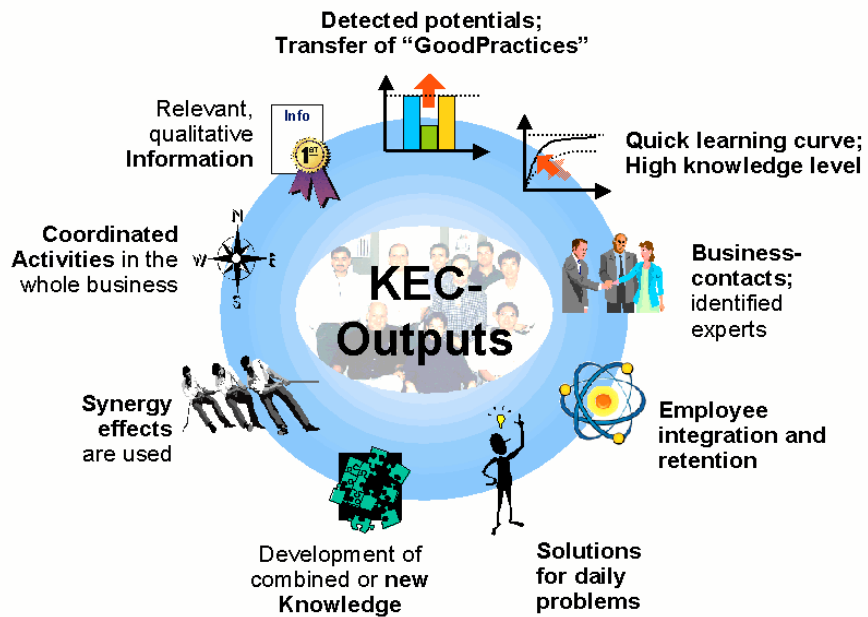 Detected potentials;
Transfer of “GoodPractices”
Relevant,
qualitative
Information
Info
1ST
Quick learning curve;
High knowledge level
Coordinated
Activities in the
whole business
N
W
E
S
KEC-
Outputs
Business-
contacts;
identified
experts
Synergy
effects
are used
Employee
integration and
retention
Development of
combined or new
Knowledge
Solutions
for daily
problems